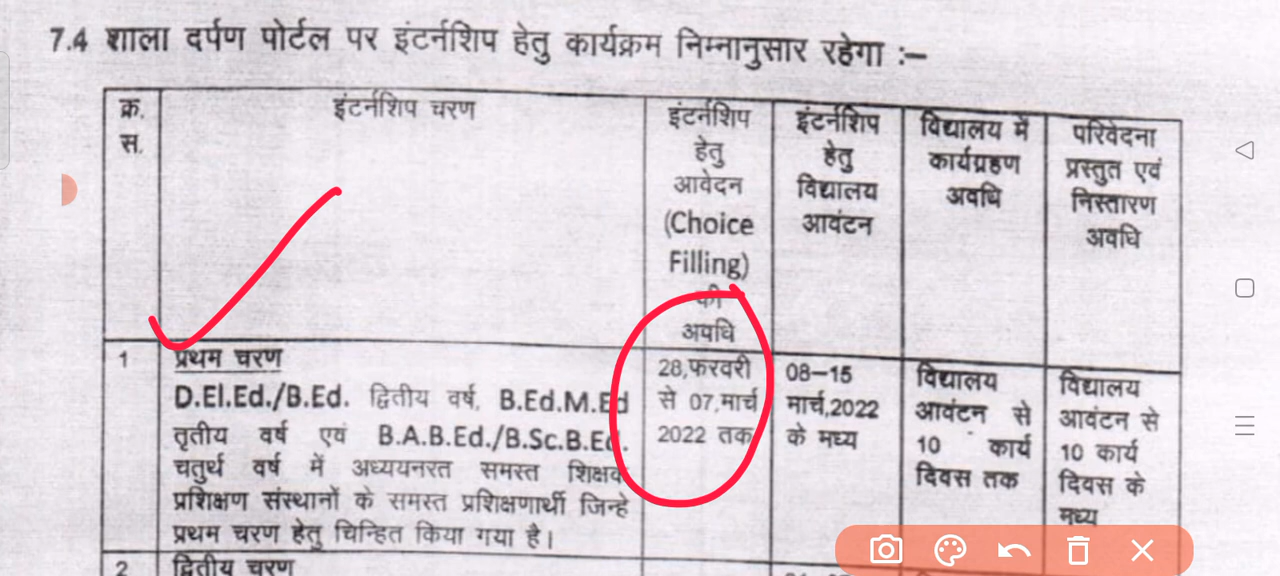 7.4 शाला दर्पण पोर्टल पर इंटर्नशिप हेतु कार्यक्रम निम्नानुसार रहेगा :–
क्र.
स.
इंटर्नशिप चरण
इंटर्नशिप
हेतु
आवेदन
(Choice
Filling)
की
अवधि
इंटर्नशिप
हेतु
विद्यालय
आवंटन
विद्यालय में
कार्यग्रहण
अवधि
परिवेदना
प्रस्तुत एवं
निस्तारण
अवधि
1
प्रथम चरण
D.El.Ed./B.Ed. द्वितीय वर्ष, B.Ed.M.Ed
तृतीय वर्ष एवं B.A.B.Ed./B.Sc.B.Ed.
चतुर्थ वर्ष में अध्ययनरत समस्त शिक्षक
प्रशिक्षण संस्थानों के समस्त प्रशिक्षणार्थी जिन्हे
प्रथम चरण हेतु चिन्हित किया गया है।
28,फरवरी
से 07,मार्च
2022 तक
08–15
मार्च,2022
के मध्य
विद्यालय
आवंटन से
10 कार्य
दिवस तक
विद्यालय
आवंटन से
10 कार्य
दिवस के
मध्य
2
द्वितीय चरण